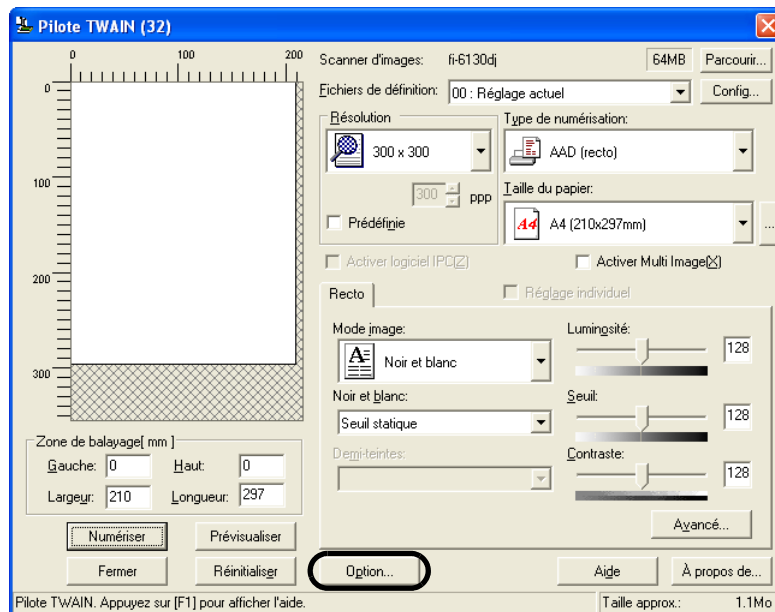 Pilote TWAIN (32)
0 100 200
0
100
200
300
Scanner d'images: fi-6130dj 64MB Parcourir...
Fichiers de définition: 00 : Réglage actuel Config...
Résolution
300 x 300
300 ppp
Prédéfinie
Type de numérisation:
AAD (recto)
Taille du papier:
A4 A4 (210x297mm) ...
Activer logiciel IPC(Z) Activer Multi Image(X)
Recto Réglage individuel
Mode image:
Noir et blanc
Noir et blanc:
Seuil statique
Demi-teintes:
Luminosité:
128
Seuil:
128
Contraste:
128
Avancé...
Zone de balayage[ mm ]
Gauche: 0 Haut: 0
Largeur: 210 Longueur: 297
Numériser Prévisualiser
Fermer Réinitialiser Option... Aide À propos de...
Pilote TWAIN. Appuyez sur [F1] pour afficher l'aide. Taille approx.: 1.1Mo